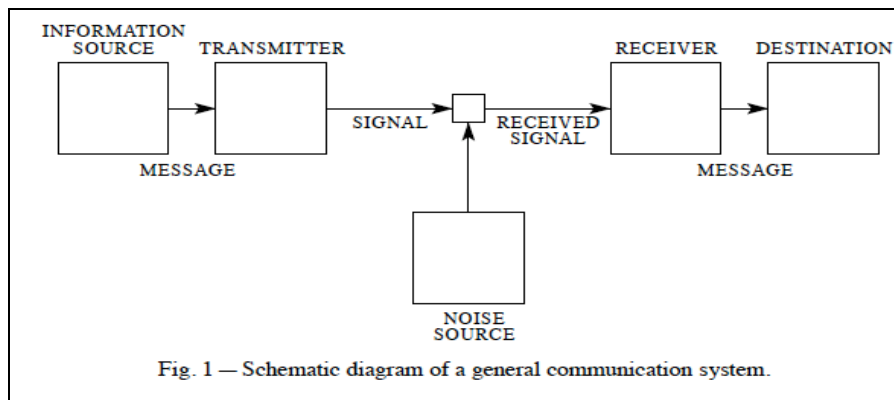 INFORMATION
SOURCE
TRANSMITTER
RECEIVER
DESTINATION
SIGNAL
RECEIVED
SIGNAL
MESSAGE
MESSAGE
NOISE
SOURCE
Fig. 1 — Schematic diagram of a general communication system.